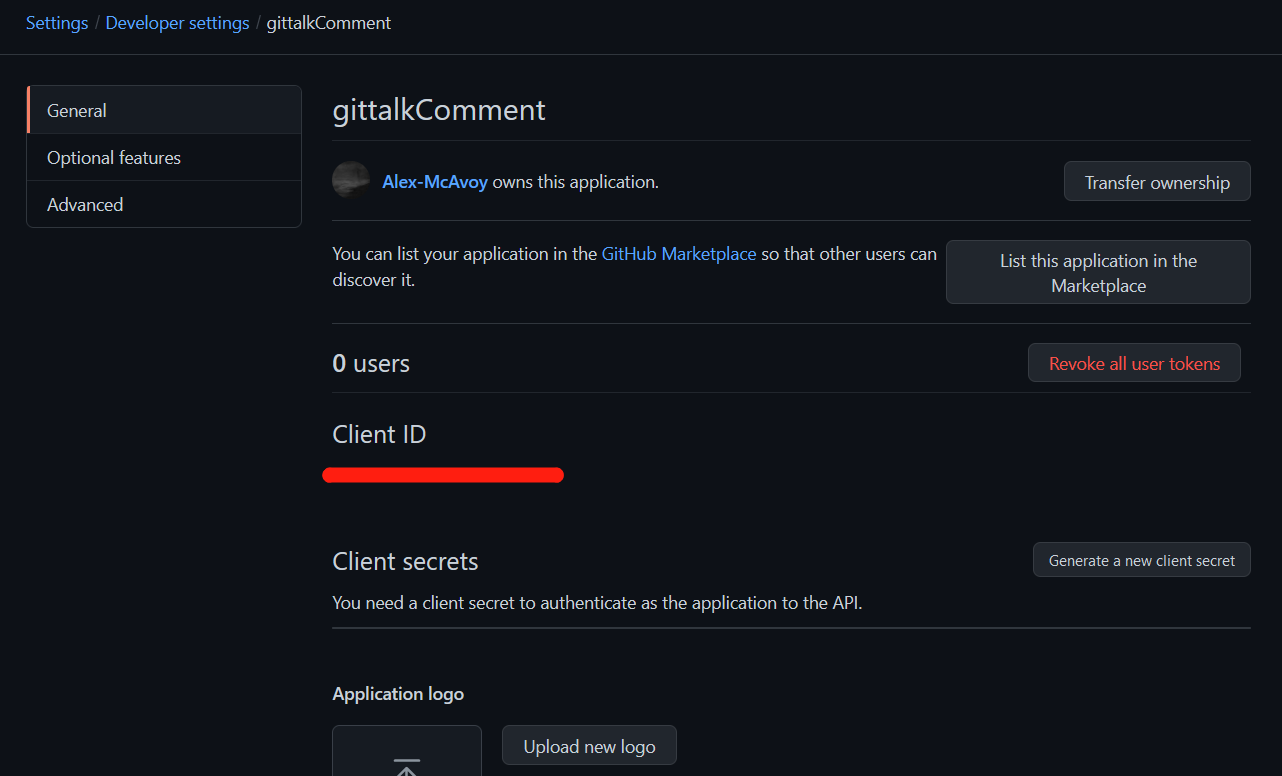 Settings / Developer settings / gittalkComment
General
Optional features
Advanced
gittalkComment
Alex-McAvoy owns this application.
Transfer ownership
You can list your application in the GitHub Marketplace so that other users can
discover it.
List this application in the
Marketplace
0 users
Revoke all user tokens
Client ID
Client secrets
Generate a new client secret
You need a client secret to authenticate as the application to the API.
Application logo
Upload new logo